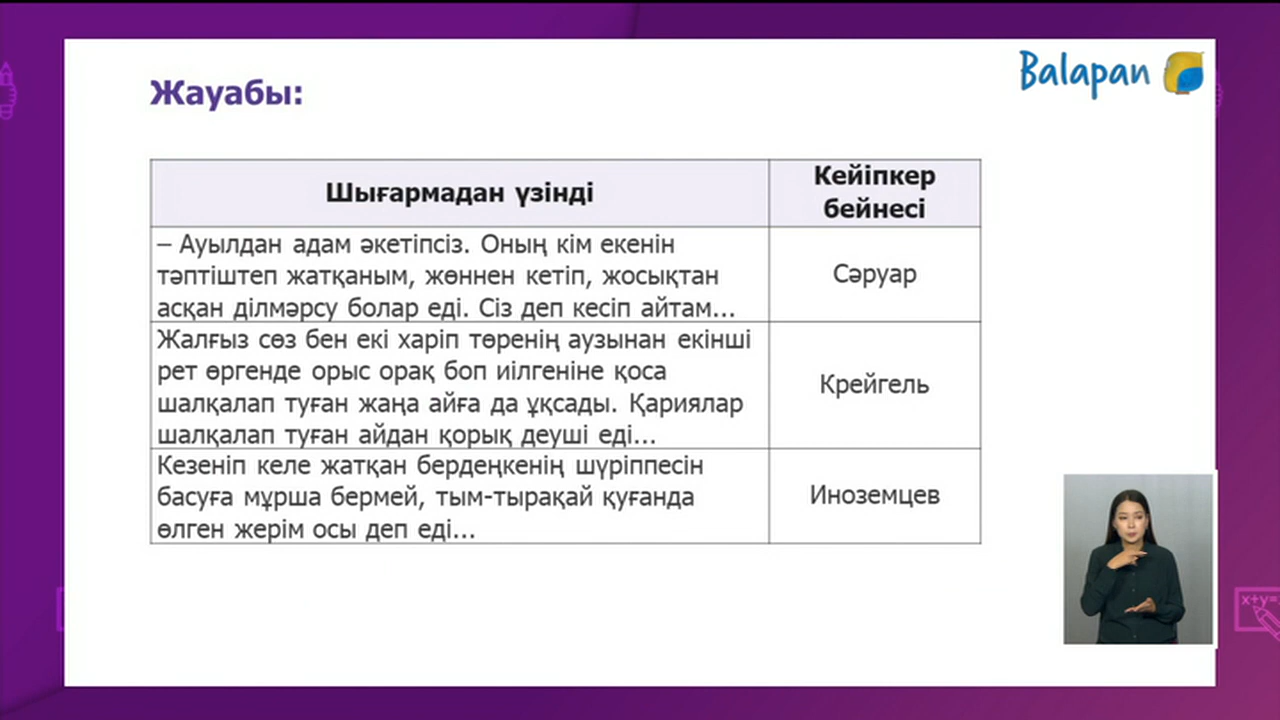 Balapan
Жауабы:
Шығармадан үзінді
Кейіпкер
бейнесі
– Ауылдан адам әкетіпсіз. Оның кім екенін
тәптіштеп жатқаным, жөннен кетіп, жосықтан
асқан ділмәрсу болар еді. Сіз деп кесіп айтам...
Сәруар
Жалғыз сөз бен екі харіп төренің аузынан екінші
рет өргенде орыс орақ боп иілгеніне қоса
шалқалап туған жаңа айға да ұқсады. Қариялар
шалқалап туған айдан қорық деуші еді...
Крейгель
Кезеніп келе жатқан бердеңкенің шүріппесін
басуға мұрша бермей, тым-тырақай қуғанда
өлген жерім осы деп еді...
Иноземцев
x+y=